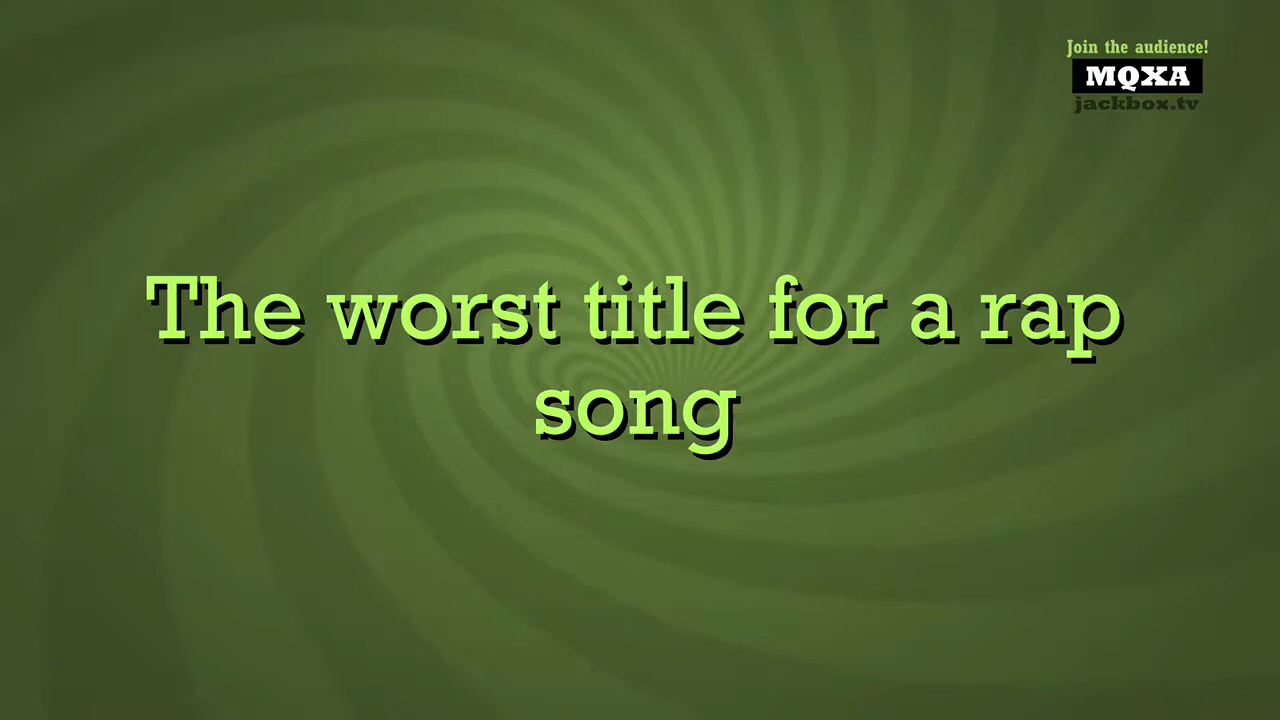 Join the audience!
MQXA
jackbox.tv
The worst title for a rap
song